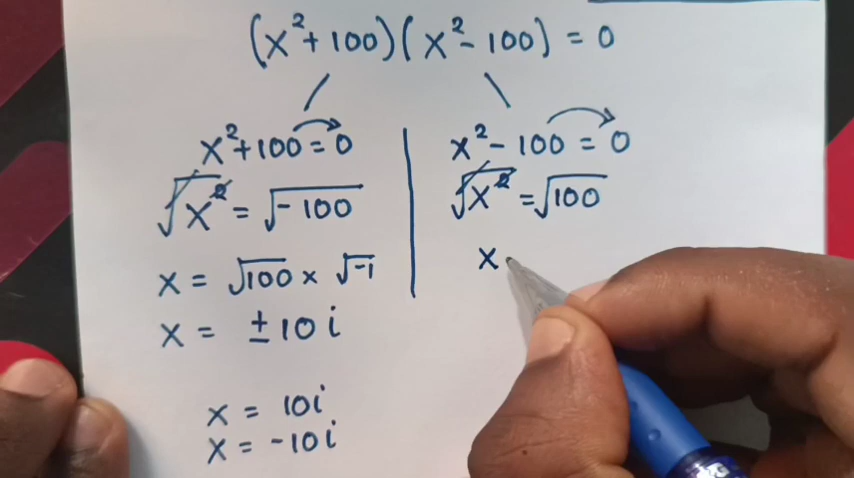 (x²+100)(x²-100) = 0
x²+100=0
√x² = √-100
x = √100 × √-1
x = ±10i
x = 10i
x = -10i
x²-100 = 0
√x² = √100
x